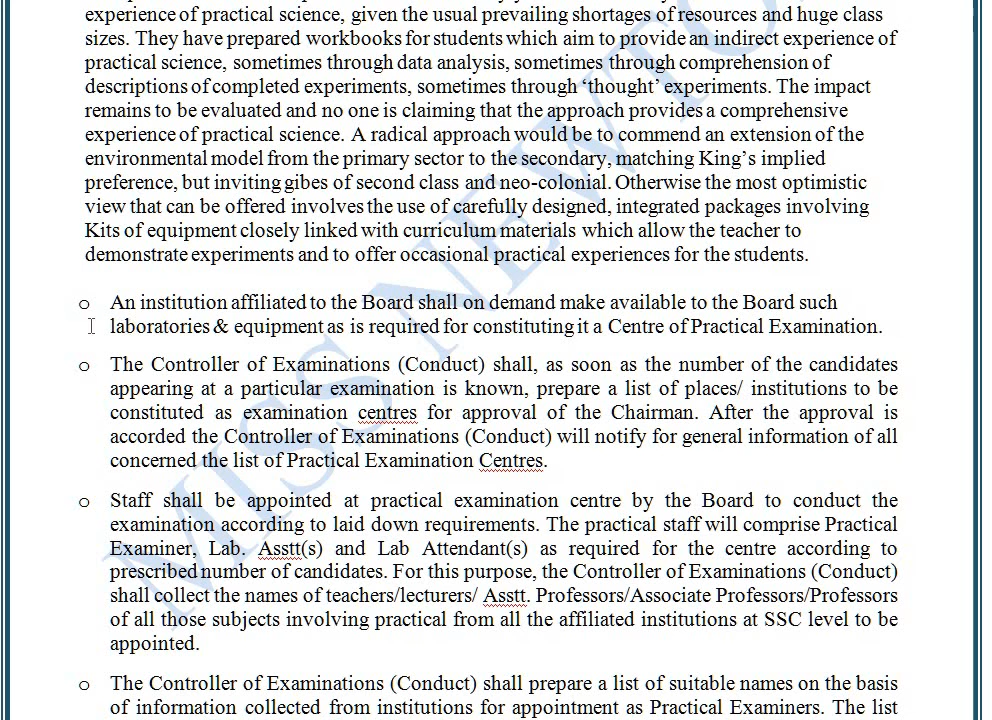 experience of practical science, given the usual prevailing shortages of resources and huge class
sizes. They have prepared workbooks for students which aim to provide an indirect experience of
practical science, sometimes through data analysis, sometimes through comprehension of
descriptions of completed experiments, sometimes through ‘thought’ experiments. The impact
remains to be evaluated and no one is claiming that the approach provides a comprehensive
experience of practical science. A radical approach would be to commend an extension of the
environmental model from the primary sector to the secondary, matching King’s implied
preference, but inviting gibes of second class and neo-colonial. Otherwise the most optimistic
view that can be offered involves the use of carefully designed, integrated packages involving
Kits of equipment closely linked with curriculum materials which allow the teacher to
demonstrate experiments and to offer occasional practical experiences for the students.
o An institution affiliated to the Board shall on demand make available to the Board such
laboratories & equipment as is required for constituting it a Centre of Practical Examination.
o The Controller of Examinations (Conduct) shall, as soon as the number of the candidates
appearing at a particular examination is known, prepare a list of places/ institutions to be
constituted as examination centres for approval of the Chairman. After the approval is
accorded the Controller of Examinations (Conduct) will notify for general information of all
concerned the list of Practical Examination Centres.
o Staff shall be appointed at practical examination centre by the Board to conduct the
examination according to laid down requirements. The practical staff will comprise Practical
Examiner, Lab. Asstt(s) and Lab Attendant(s) as required for the centre according to
prescribed number of candidates. For this purpose, the Controller of Examinations (Conduct)
shall collect the names of teachers/lecturers/ Asstt. Professors/Associate Professors/Professors
of all those subjects involving practical from all the affiliated institutions at SSC level to be
appointed.
o The Controller of Examinations (Conduct) shall prepare a list of suitable names on the basis
of information collected from institutions for appointment as Practical Examiners. The list
MISS NEWTO